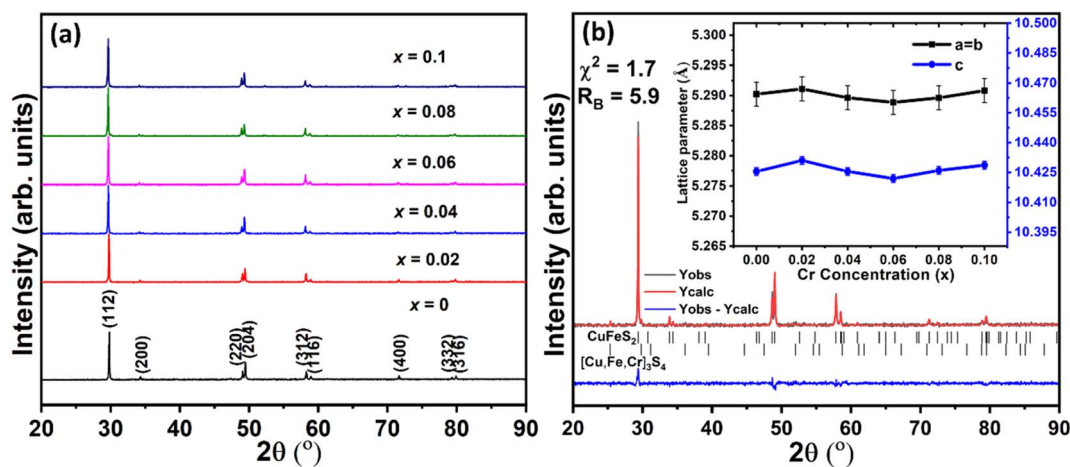 (a)
x = 0.1
x = 0.08
x = 0.06
x = 0.04
x = 0.02
x = 0
(112)
(200)
(220)
(204)
(312)
(116)
(400)
(332)
(316)
Intensity (arb. units)
20 30 40 50 60 70 80 90
2θ (°)
(b)
χ² = 1.7
R_B = 5.9
Intensity (arb. units)
Lattice parameter (Å)
5.300
5.295
5.290
5.285
5.280
5.275
5.270
5.265
a=b
c
10.500
10.485
10.470
10.455
10.440
10.425
10.410
10.395
0.00 0.02 0.04 0.06 0.08 0.10
Cr Concentration (x)
Yobs
Ycalc
Yobs - Ycalc
CuFeS₂
[Cu,Fe,Cr]₃S₄
20 30 40 50 60 70 80 90
2θ (°)